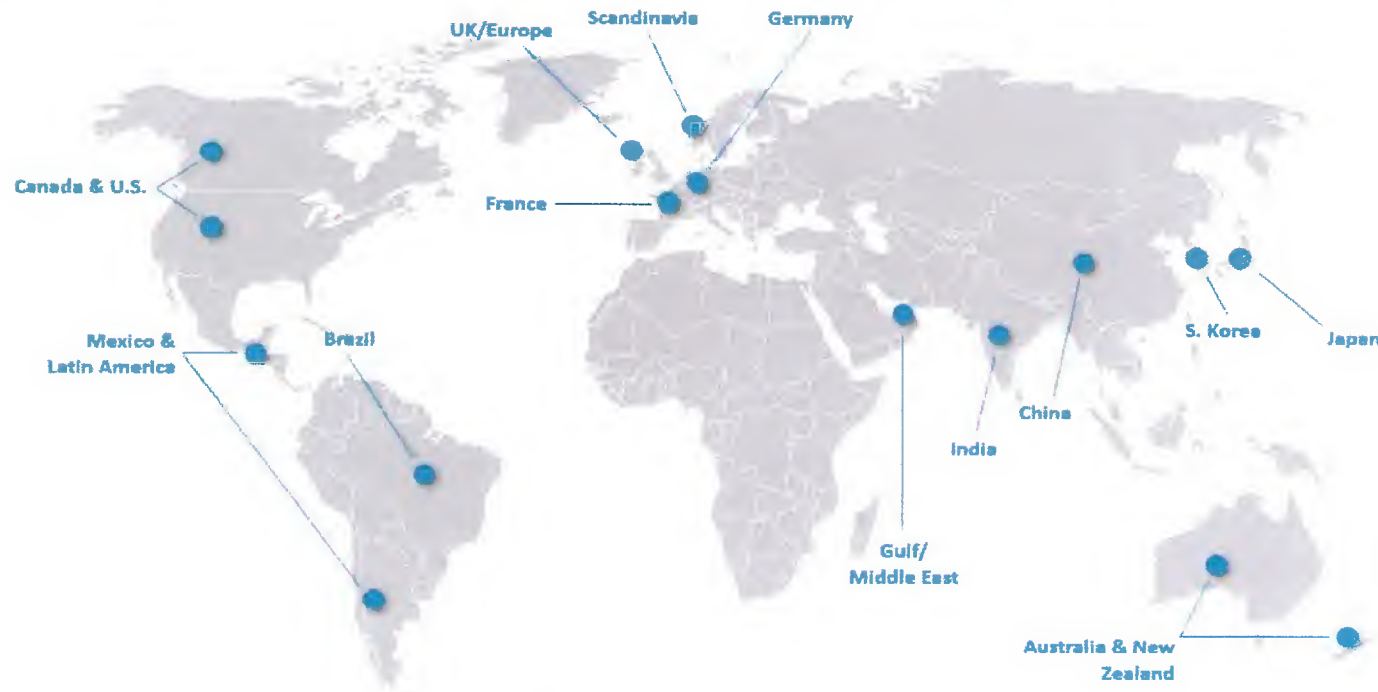 Scandinavia
Germany
UK/Europe
Canada & U.S.
France
Mexico &
Latin America
Brazil
S. Korea
Japan
China
India
Gulf/
Middle East
Australia & New
Zealand